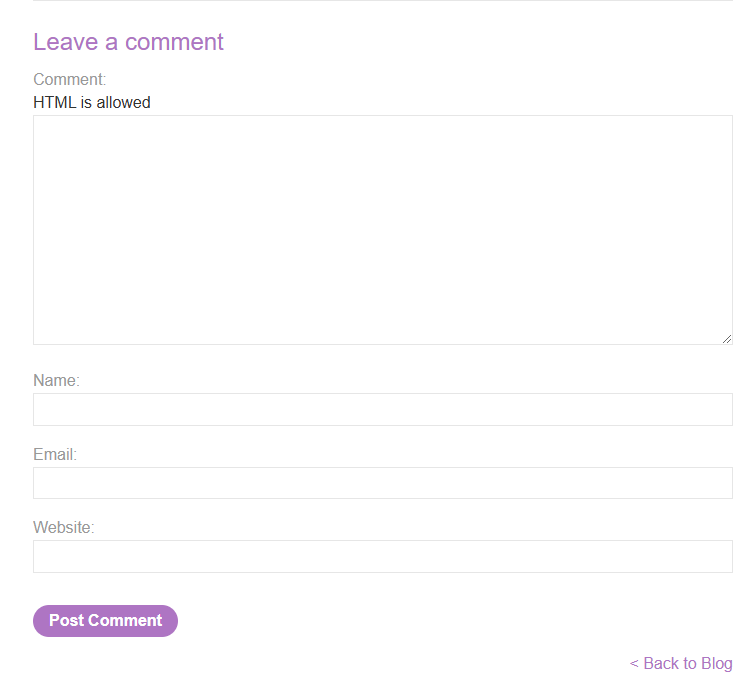 Leave a comment
Comment:
HTML is allowed
Name:
Email:
Website:
Post Comment
< Back to Blog